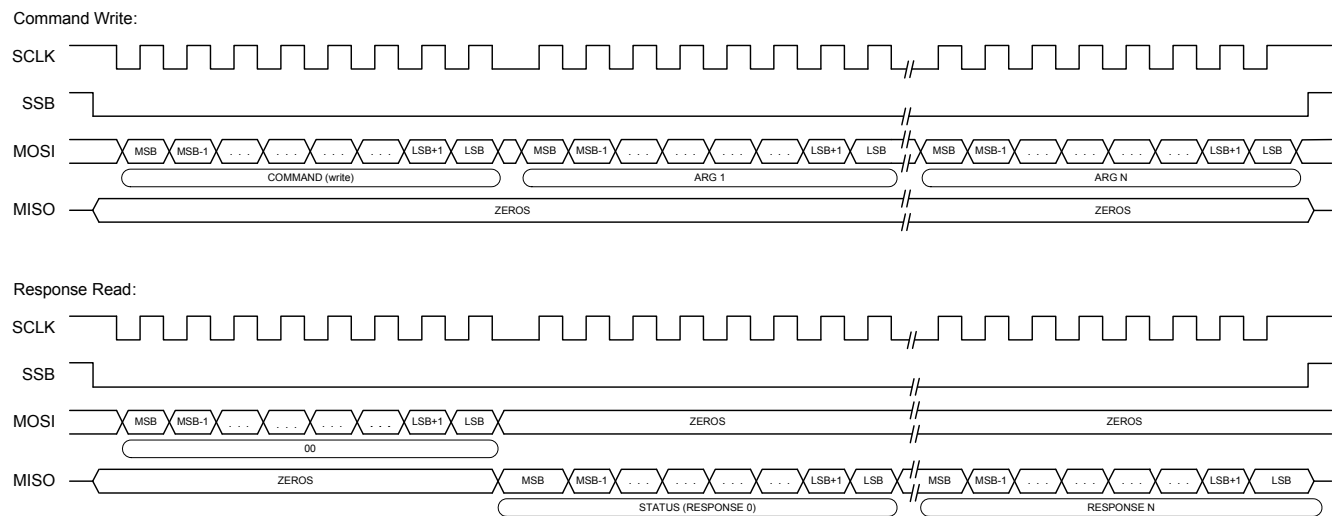 Command Write:
SCLK
SSB
MOSI MSB MSB-1 . . . . . . . . . . . . LSB+1 LSB MSB MSB-1 . . . . . . . . . . . . LSB+1 LSB MSB MSB-1 . . . . . . . . . . . . LSB+1 LSB
COMMAND (write) ARG 1 ARG N
MISO ZEROS ZEROS
Response Read:
SCLK
SSB
MOSI MSB MSB-1 . . . . . . . . . . . . LSB+1 LSB ZEROS ZEROS
00
MISO ZEROS MSB MSB-1 . . . . . . . . . . . . LSB+1 LSB MSB MSB-1 . . . . . . . . . . . . LSB+1 LSB
STATUS (RESPONSE 0) RESPONSE N